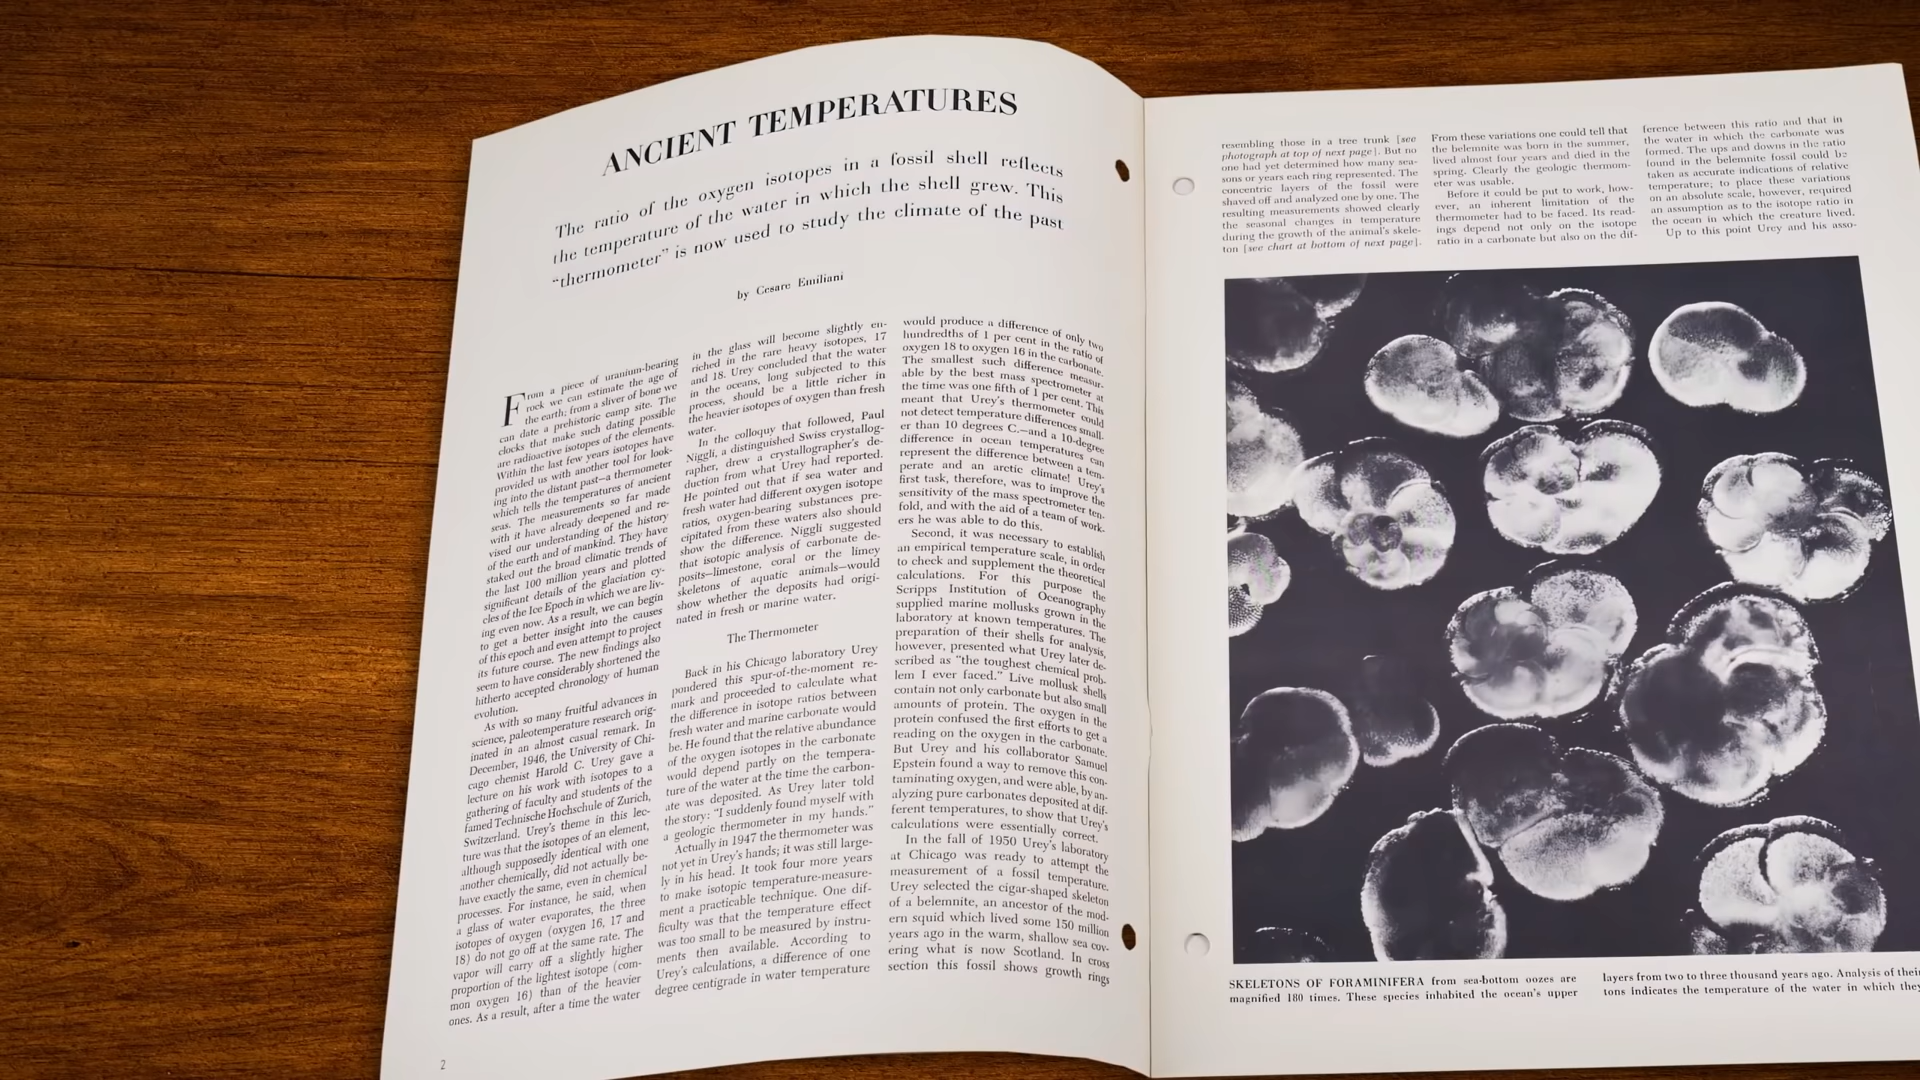 ANCIENT TEMPERATURES
The ratio of the oxygen isotopes in a fossil shell reflects
the temperature of the water in which the shell grew. This
"thermometer" is now used to study the climate of the past
by Cesare Emiliani
From a piece of uranium-bearing
rock we can estimate the age of
the earth; from a sliver of bone we
can date a prehistoric camp site. The
clocks that make such dating possible
are radioactive isotopes of the elements.
Within the last few years isotopes have
provided us with another tool for look-
ing into the distant past—a thermometer
which tells the temperatures of ancient
seas. The measurements so far made
with it have already deepened and re-
vised our understanding of the history
of the earth and of mankind. They have
staked out the broad climatic trends of
the last 100 million years and plotted
significant details of the glaciation cy-
cles of the Ice Epoch in which we are liv-
ing even now. As a result, we can begin
to get a better insight into the causes
of this epoch and even attempt to project
its future course. The new findings also
seem to have considerably shortened the
hitherto accepted chronology of human
evolution.
As with so many fruitful advances in
science, paleotemperature research orig-
inated in an almost casual remark. In
December, 1946, the University of Chi-
cago chemist Harold C. Urey gave a
lecture on his work with isotopes to a
gathering of faculty and students of the
famed Technische Hochschule of Zurich,
Switzerland. Urey's theme in this lec-
ture was that the isotopes of an element,
although supposedly identical with one
another chemically, did not actually be-
have exactly the same, even in chemical
processes. For instance, he said, when
a glass of water evaporates, the three
isotopes of oxygen (oxygen 16, 17 and
18) do not go off at the same rate. The
vapor will carry off a slightly higher
proportion of the lightest isotope (com-
mon oxygen 16) than of the heavier
ones. As a result, after a time the water
in the glass will become slightly en-
riched in the rare heavy isotopes, 17
and 18. Urey concluded that the water
in the oceans, long subjected to this
process, should be a little richer in
the heavier isotopes of oxygen than fresh
water.
In the colloquy that followed, Paul
Niggli, a distinguished Swiss crystallog-
rapher, drew a crystallographer's de-
duction from what Urey had reported.
He pointed out that if sea water and
fresh water had different oxygen isotope
ratios, oxygen-bearing substances pre-
cipitated from these waters also should
show the difference. Niggli suggested
that isotopic analysis of carbonate de-
posits—limestone, coral or the limey
skeletons of aquatic animals—would
show whether the deposits had origi-
nated in fresh or marine water.
The Thermometer
Back in his Chicago laboratory Urey
pondered this spur-of-the-moment re-
mark and proceeded to calculate what
the difference in isotope ratios between
fresh water and marine carbonate would
be. He found that the relative abundance
of the oxygen isotopes in the carbonate
would depend partly on the tempera-
ture of the water at the time the carbon-
ate was deposited. As Urey later told
the story: "I suddenly found myself with
a geologic thermometer in my hands."
Actually in 1947 the thermometer was
not yet in Urey's hands; it was still large-
ly in his head. It took four more years
to make isotopic temperature-measure-
ment a practicable technique. One dif-
ficulty was that the temperature effect
was too small to be measured by instru-
ments then available. According to
Urey's calculations, a difference of one
degree centigrade in water temperature
would produce a difference of only two
hundredths of 1 per cent in the ratio of
oxygen 18 to oxygen 16 in the carbonate.
The smallest such difference measur-
able by the best mass spectrometer at
the time was one fifth of 1 per cent. This
meant that Urey's thermometer could
not detect temperature differences small-
er than 10 degrees C.—and a 10-degree
difference in ocean temperatures can
represent the difference between a tem-
perate and an arctic climate! Urey's
first task, therefore, was to improve the
sensitivity of the mass spectrometer ten-
fold, and with the aid of a team of work-
ers he was able to do this.
Second, it was necessary to establish
an empirical temperature scale, in order
to check and supplement the theoretical
calculations. For this purpose the
Scripps Institution of Oceanography
supplied marine mollusks grown in the
laboratory at known temperatures. The
preparation of their shells for analysis,
however, presented what Urey later de-
scribed as "the toughest chemical prob-
lem I ever faced." Live mollusk shells
contain not only carbonate but also small
amounts of protein. The oxygen in the
protein confused the first efforts to get a
reading on the oxygen in the carbonate.
But Urey and his collaborator Samuel
Epstein found a way to remove this con-
taminating oxygen, and were able, by an-
alyzing pure carbonates deposited at dif-
ferent temperatures, to show that Urey's
calculations were essentially correct.
In the fall of 1950 Urey's laboratory
at Chicago was ready to attempt the
measurement of a fossil temperature.
Urey selected the cigar-shaped skeleton
of a belemnite, an ancestor of the mod-
ern squid which lived some 150 million
years ago in the warm, shallow sea cov-
ering what is now Scotland. In cross
section this fossil shows growth rings
2
resembling those in a tree trunk [see
photograph at top of next page]. But no
one had yet determined how many sea-
sons or years each ring represented. The
concentric layers of the fossil were
shaved off and analyzed one by one. The
resulting measurements showed clearly
the seasonal changes in temperature
during the growth of the animal's skele-
ton [see chart at bottom of next page].
From these variations one could tell that
the belemnite was born in the summer,
lived almost four years and died in the
spring. Clearly the geologic thermom-
eter was usable.
Before it could be put to work, how-
ever, an inherent limitation of the
thermometer had to be faced. Its read-
ings depend not only on the isotope
ratio in a carbonate but also on the dif-
ference between this ratio and that in
the water in which the carbonate was
formed. The ups and downs in the ratio
found in the belemnite fossil could be
taken as accurate indications of relative
temperature; to place these variations
on an absolute scale, however, required
an assumption as to the isotope ratio in
the ocean in which the creature lived.
Up to this point Urey and his asso-
SKELETONS OF FORAMINIFERA from sea-bottom oozes are
magnified 180 times. These species inhabited the ocean's upper
layers from two to three thousand years ago. Analysis of their
tons indicates the temperature of the water in which they